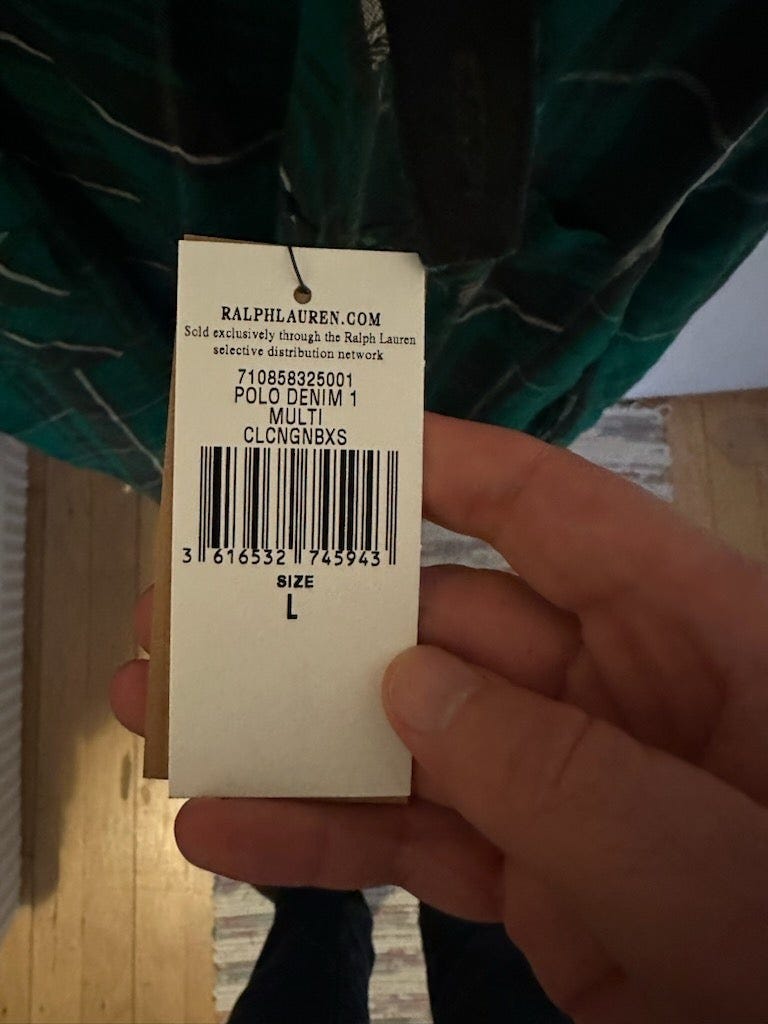 RALPHLAUREN.COM
Sold exclusively through the Ralph Lauren
selective distribution network
710858325001
POLO DENIM 1
MULTI
CLCNGNBXS
3 616532 745943
SIZE
L